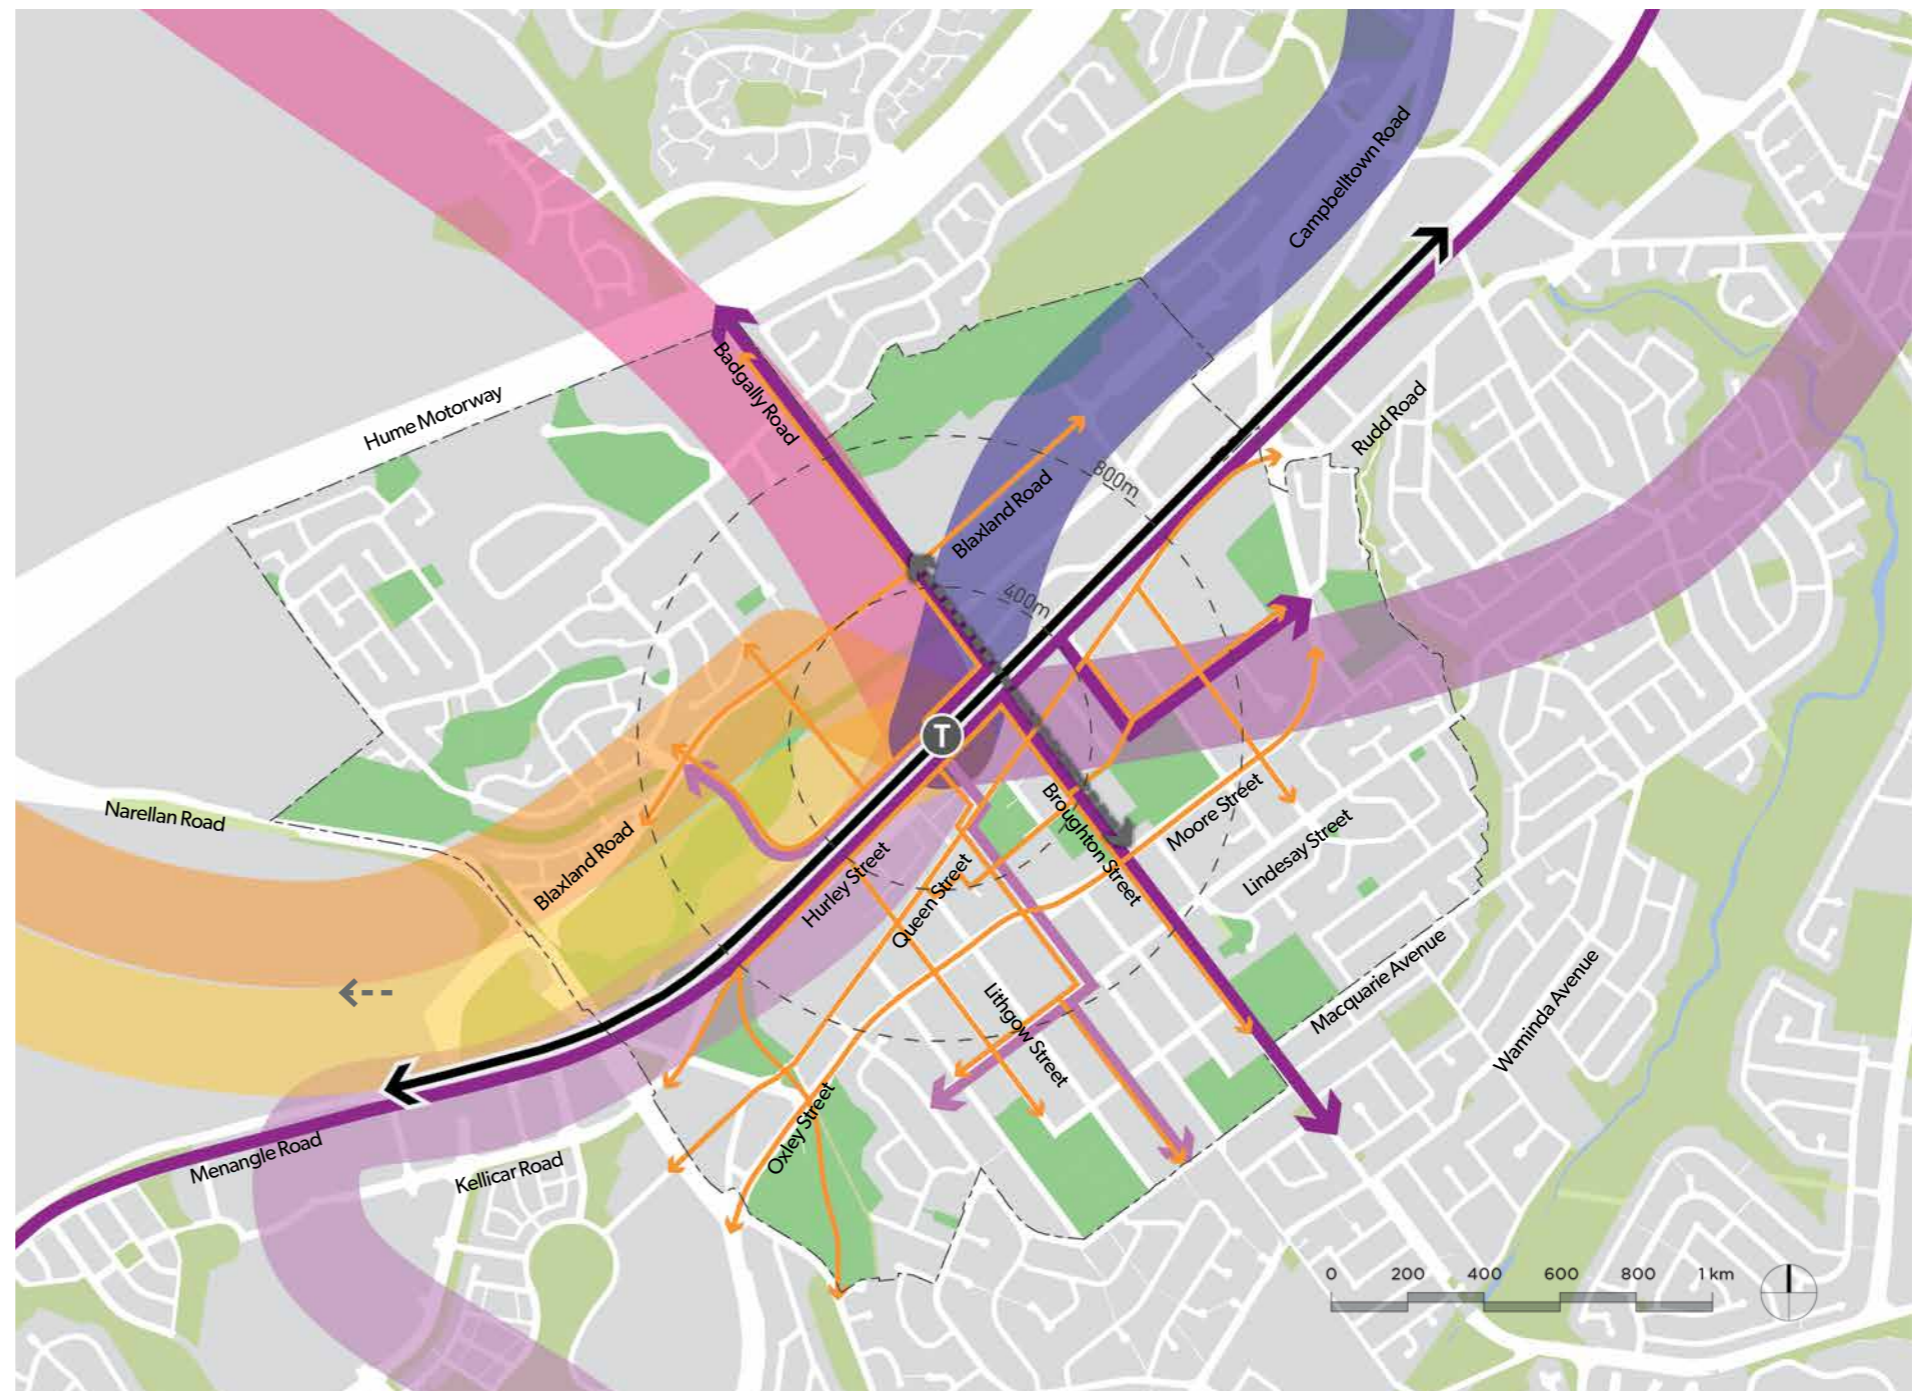 Campbelltown Road
Badgally Road
Hume Motorway
Rudd Road
800m
Blaxland Road
400m
T
Narellan Road
Blaxland Road
Hurley Street
Queen Street
Broughton Street
Moore Street
Lindesay Street
Lithgow Street
Macquarie Avenue
Waminda Avenue
Oxley Street
Menangle Road
Kellicar Road
0 200 400 600 800 1 km